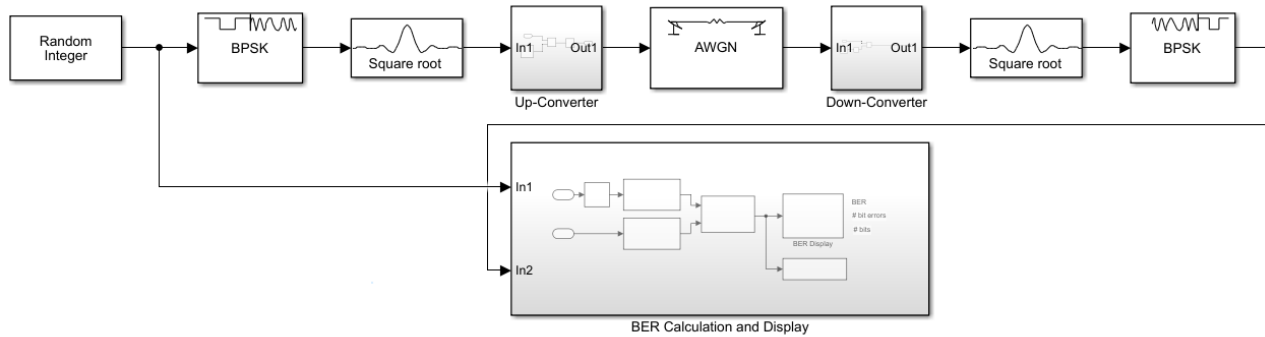 Random
Integer
BPSK
Square root
In1
Out1
Up-Converter
AWGN
In1
Out1
Down-Converter
Square root
BPSK
In1
In2
BER
# bit errors
# bits
BER Display
BER Calculation and Display